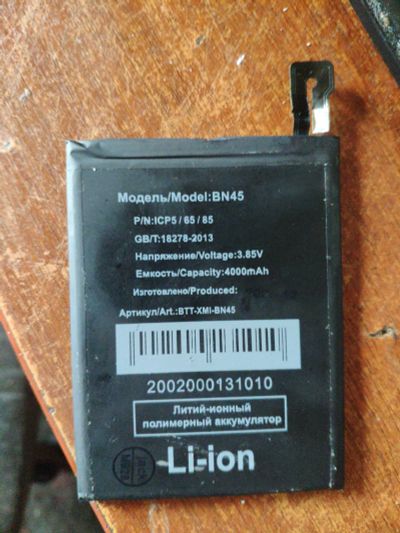 Модель/Model:BN45
P/N:ICP5 / 65 / 85
GB/T:18278-2013
Напряжение/Voltage:3.85V
Емкость/Capacity:4000mAh
Изготовлено/Produced:
Артикул/Art.:BTT-XMI-BN45
2002000131010
Литий-ионный
полимерный аккумулятор
Li-ion